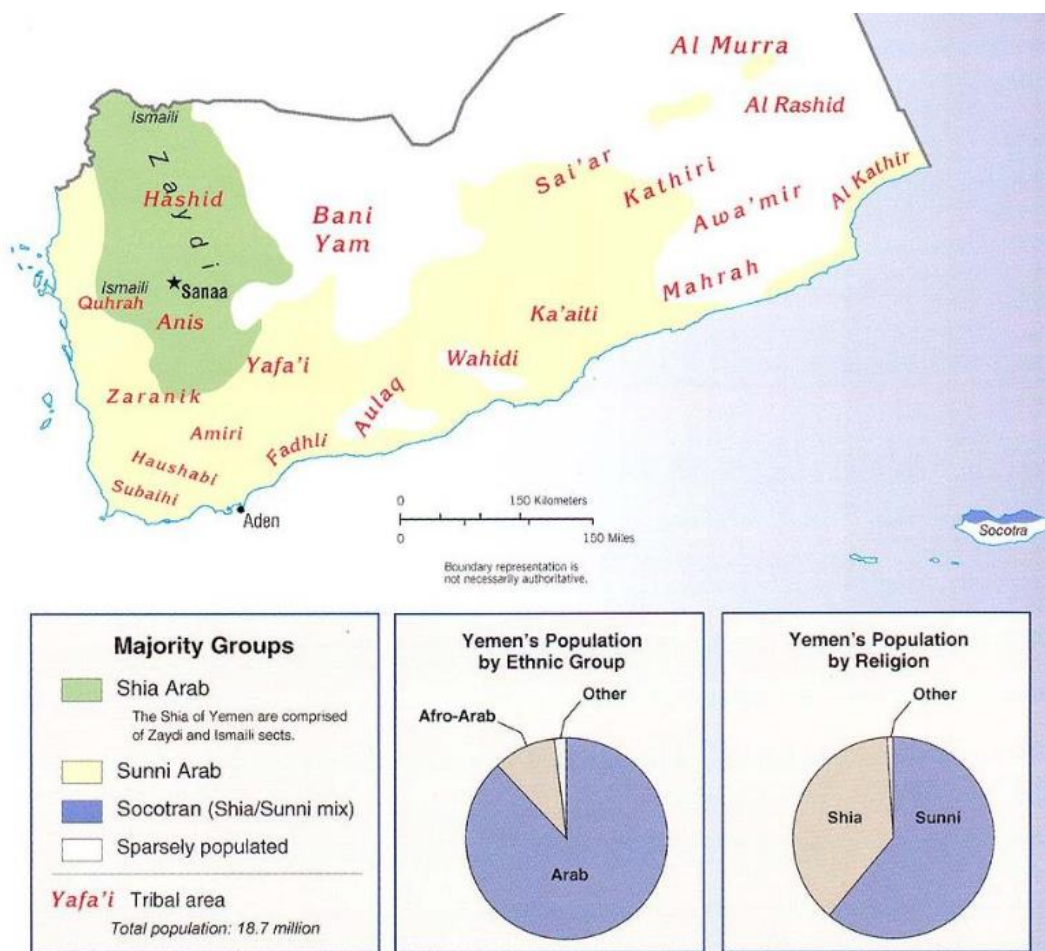 Al Murra
Al Rashid
Ismaili
Zaydi
Hashid
Sai'ar
Kathiri
Al Kathir
Awa'mir
Bani
Yam
Mahrah
Ismaili
Sanaa
Quhrah
Anis
Ka'aiti
Yafa'i
Wahidi
Zaranik
Aulaq
Amiri
Fadhli
Haushabi
Subaihi
Aden
0 150 Kilometers
0 150 Miles
Boundary representation is
not necessarily authoritative.
Socotra
Majority Groups
Shia Arab
The Shia of Yemen are comprised
of Zaydi and Ismaili sects.
Sunni Arab
Socotran (Shia/Sunni mix)
Sparsely populated
Yafa'i Tribal area
Total population: 18.7 million
Yemen's Population
by Ethnic Group
Other
Afro-Arab
Arab
Yemen's Population
by Religion
Other
Shia
Sunni